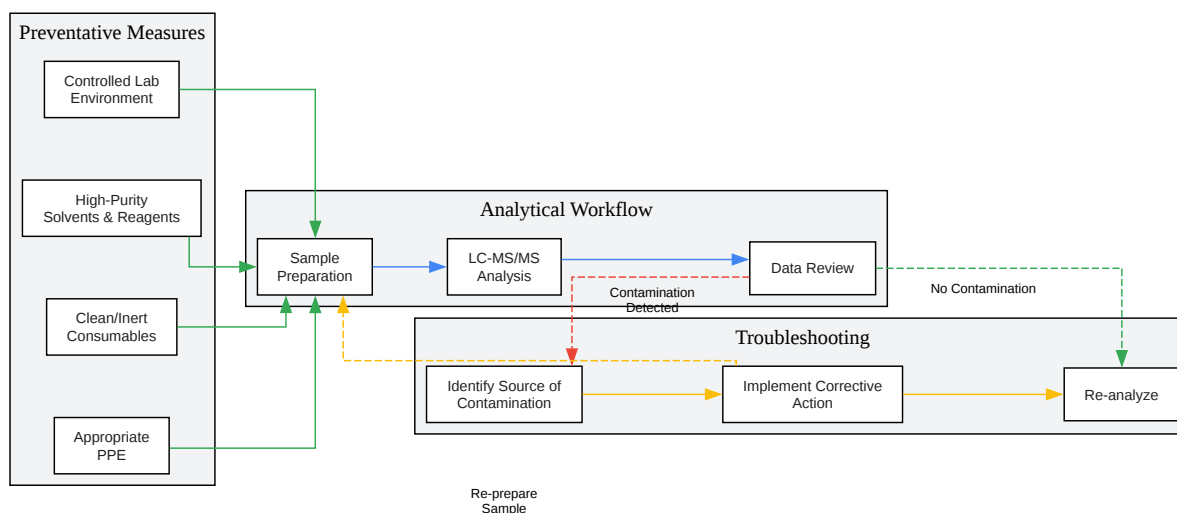 Preventative Measures
Controlled Lab
Environment
High-Purity
Solvents & Reagents
Clean/Inert
Consumables
Appropriate
PPE
Analytical Workflow
Sample
Preparation
LC-MS/MS
Analysis
Data Review
Contamination
Detected
No Contamination
Troubleshooting
Identify Source of
Contamination
Implement Corrective
Action
Re-analyze
Re-prepare
Sample